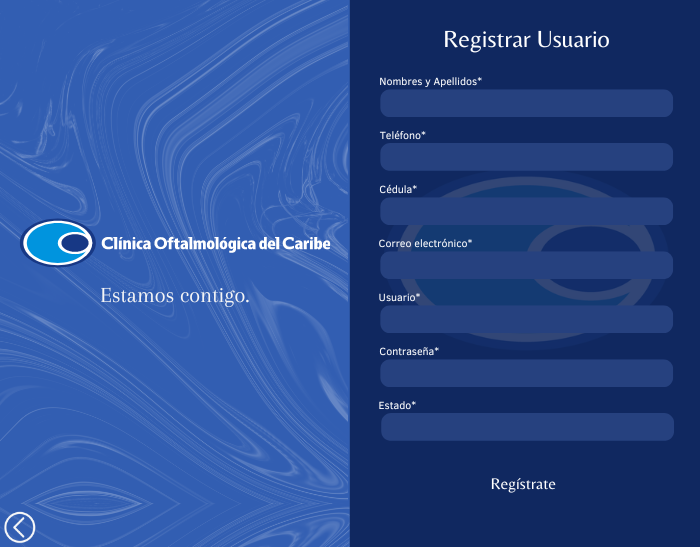 Clínica Oftalmológica del Caribe
Estamos contigo.
Registrar Usuario
Nombres y Apellidos*
Teléfono*
Cédula*
Correo electrónico*
Usuario*
Contraseña*
Estado*
Regístrate